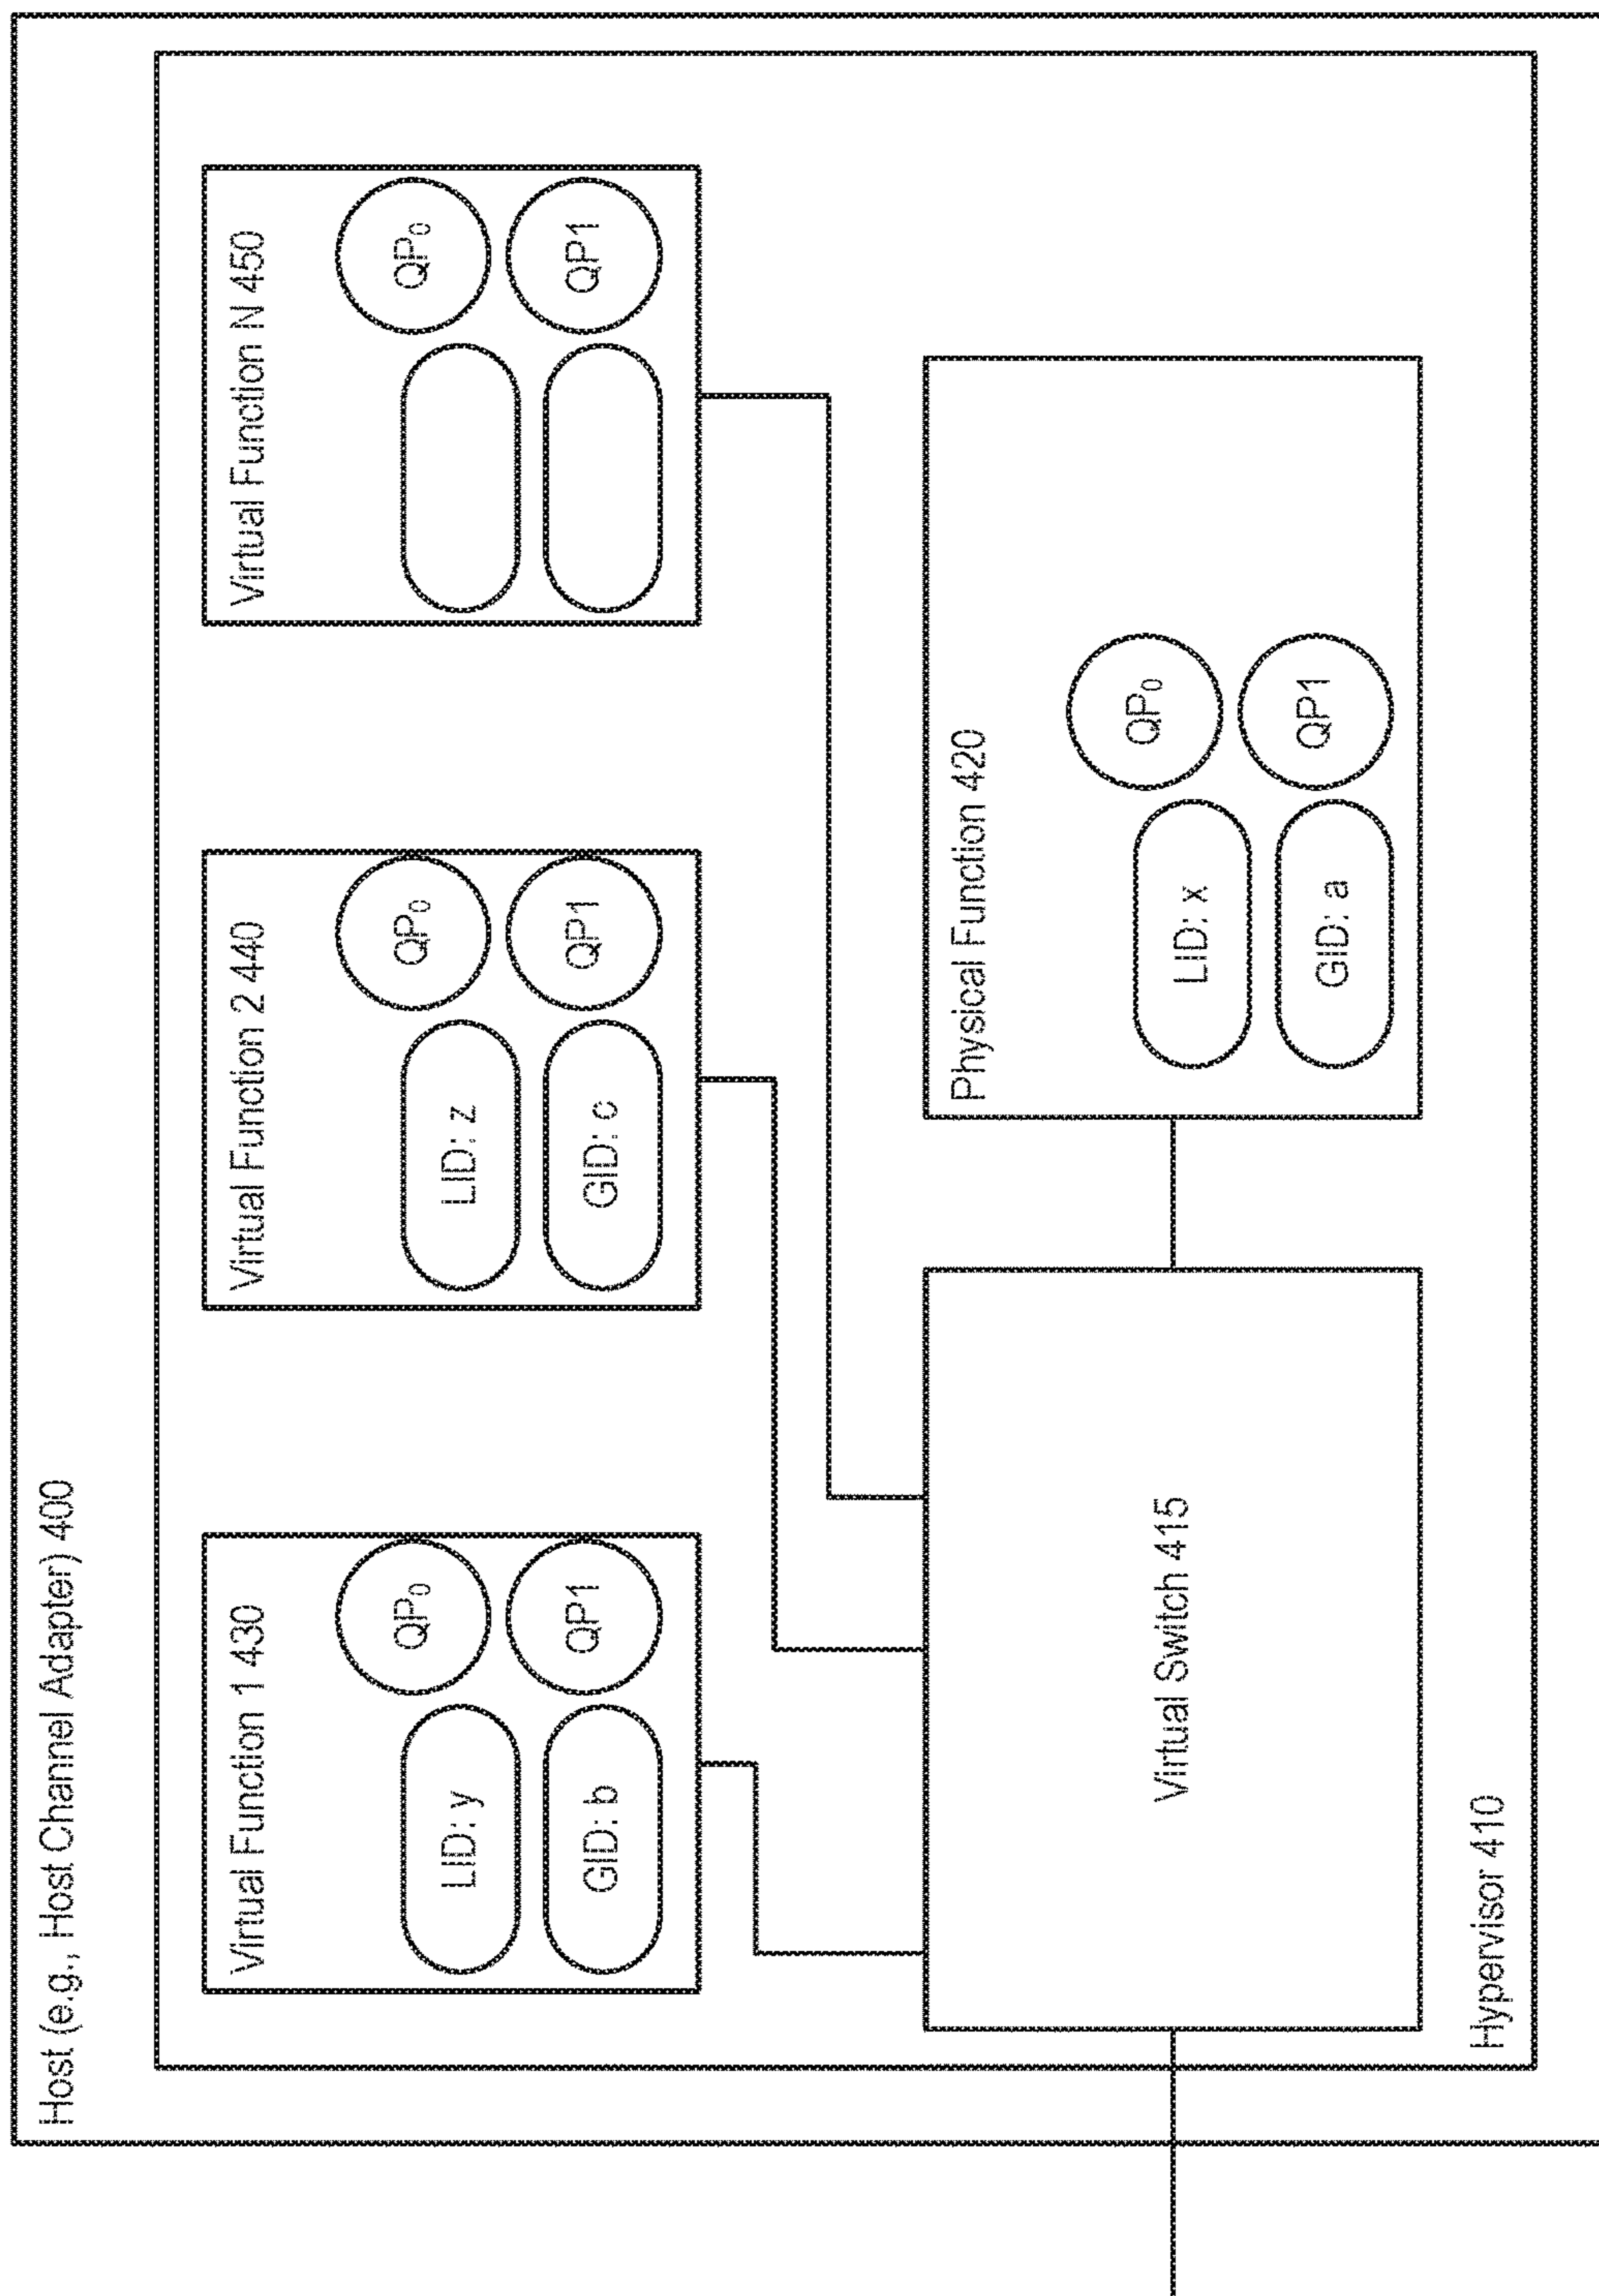 Host (e.g., Host Channel Adapter) 400
Virtual Function 1 430
QP₀
LID: y
QP1
GID: b
Virtual Function 2 440
QP₀
LID: z
QP1
GID: c
Virtual Function N 450
QP₀
QP1
Virtual Switch 415
Physical Function 420
QP₀
LID: x
QP1
GID: a
Hypervisor 410